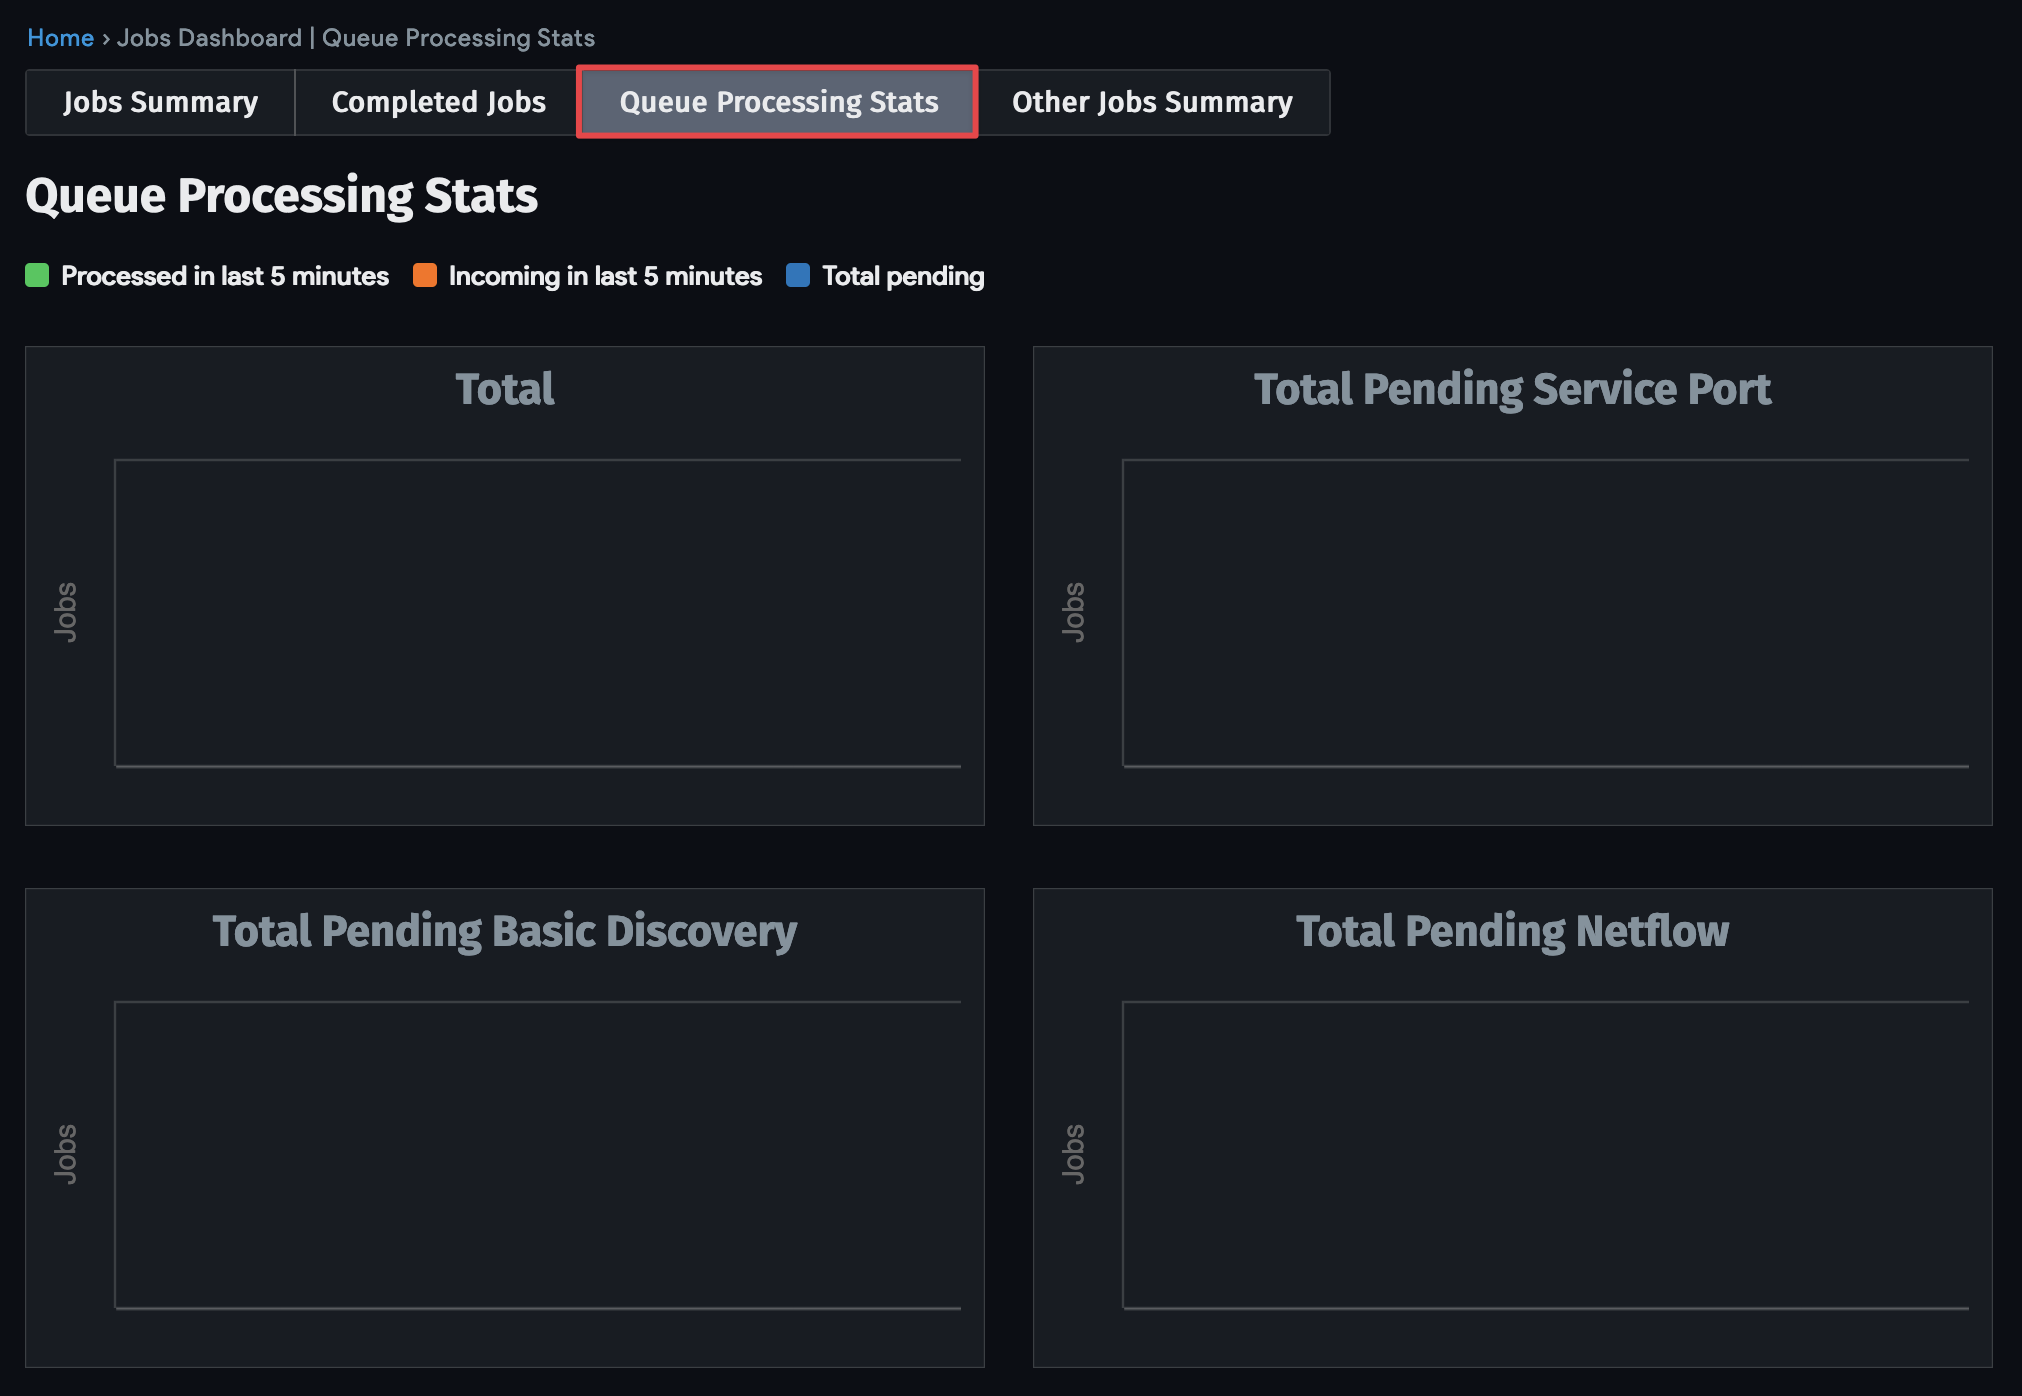 Home › Jobs Dashboard | Queue Processing Stats
Jobs Summary Completed Jobs Queue Processing Stats Other Jobs Summary
Queue Processing Stats
Processed in last 5 minutes Incoming in last 5 minutes Total pending
Total
Jobs
Total Pending Service Port
Jobs
Total Pending Basic Discovery
Jobs
Total Pending Netflow
Jobs